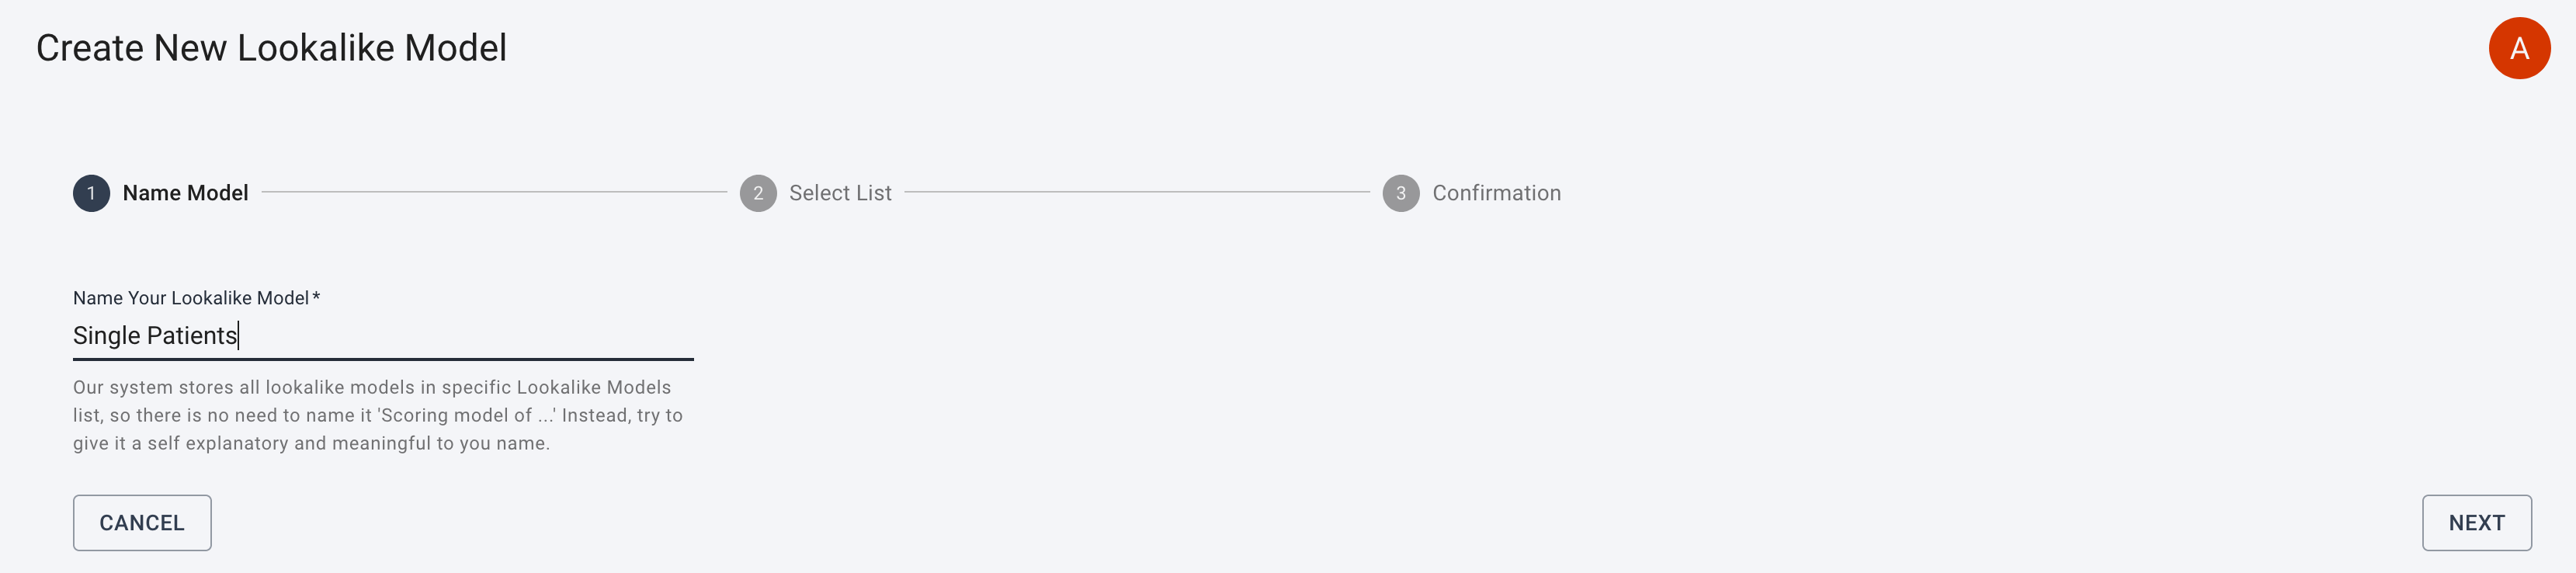 Create New Lookalike Model
A
1 Name Model
2 Select List
3 Confirmation
Name Your Lookalike Model*
Single Patients
Our system stores all lookalike models in specific Lookalike Models
list, so there is no need to name it 'Scoring model of ...' Instead, try to
give it a self explanatory and meaningful to you name.
CANCEL
NEXT